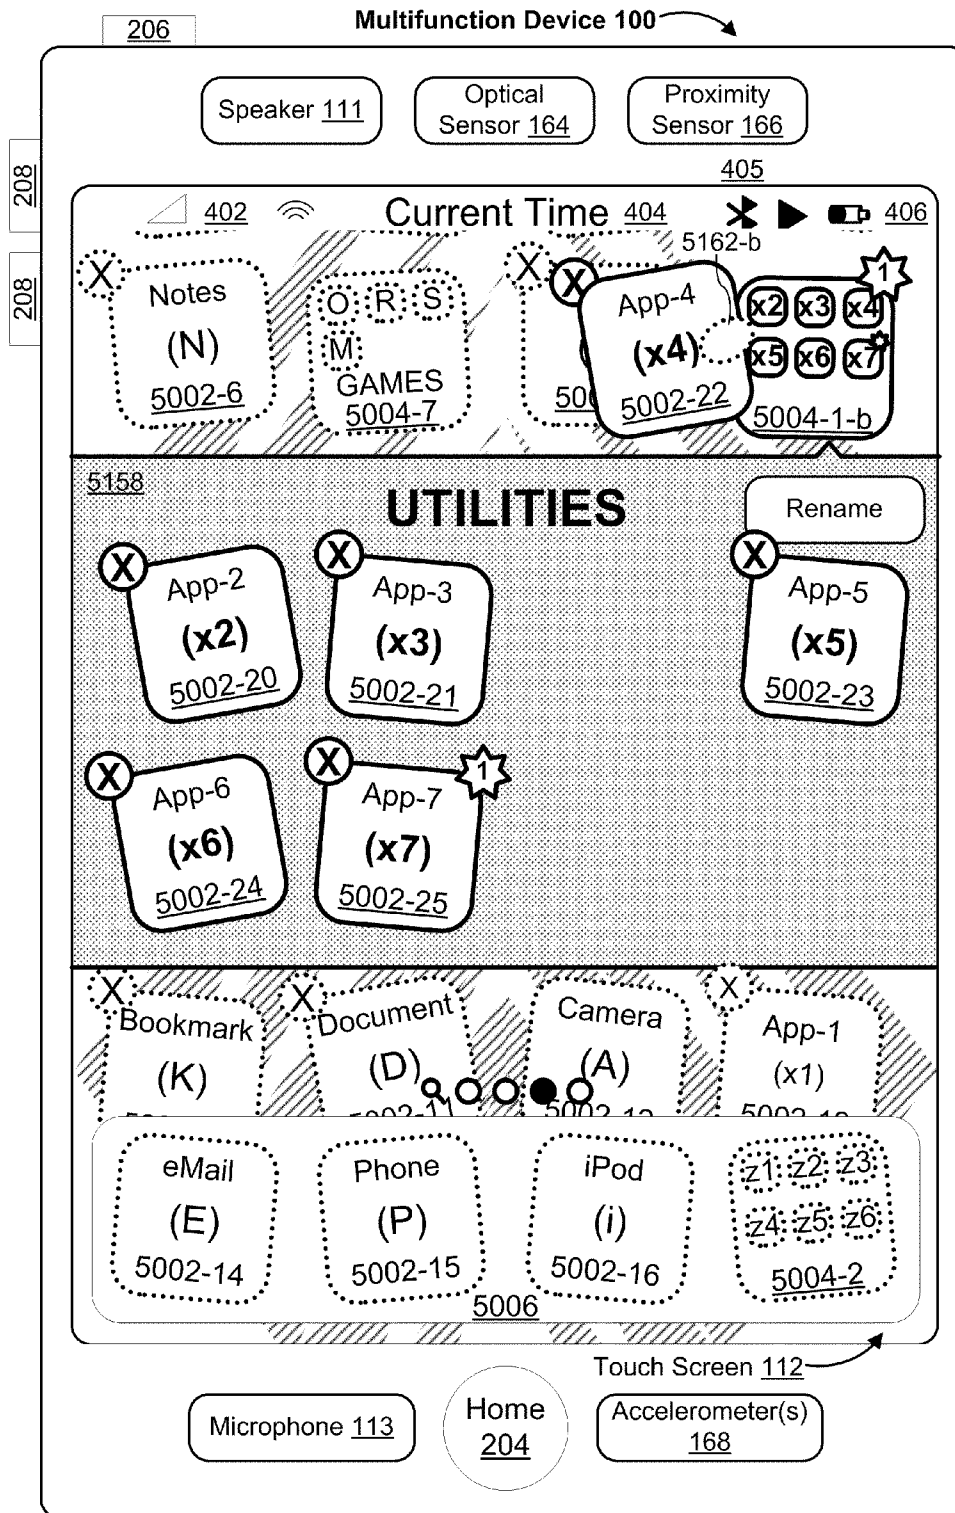 Multifunction Device 100
206
208
208
Speaker 111
Optical
Sensor 164
Proximity
Sensor 166
405
402
Current Time 404
406
5162-b
X
Notes
(N)
5002-6
O R S
M
GAMES
5004-7
X
X
App-4
(x4)
5002-22
1
x2 x3 x4
x5 x6 x7
5004-1-b
5158
UTILITIES
Rename
X
App-2
(x2)
5002-20
X
App-3
(x3)
5002-21
X
App-5
(x5)
5002-23
X
App-6
(x6)
5002-24
X
1
App-7
(x7)
5002-25
X
Bookmark
(K)
X
Document
(D)
5002-11
Camera
(A)
X
App-1
(x1)
eMail
(E)
5002-14
Phone
(P)
5002-15
iPod
(i)
5002-16
z1 z2 z3
z4 z5 z6
5004-2
5006
Touch Screen 112
Microphone 113
Home
204
Accelerometer(s)
168